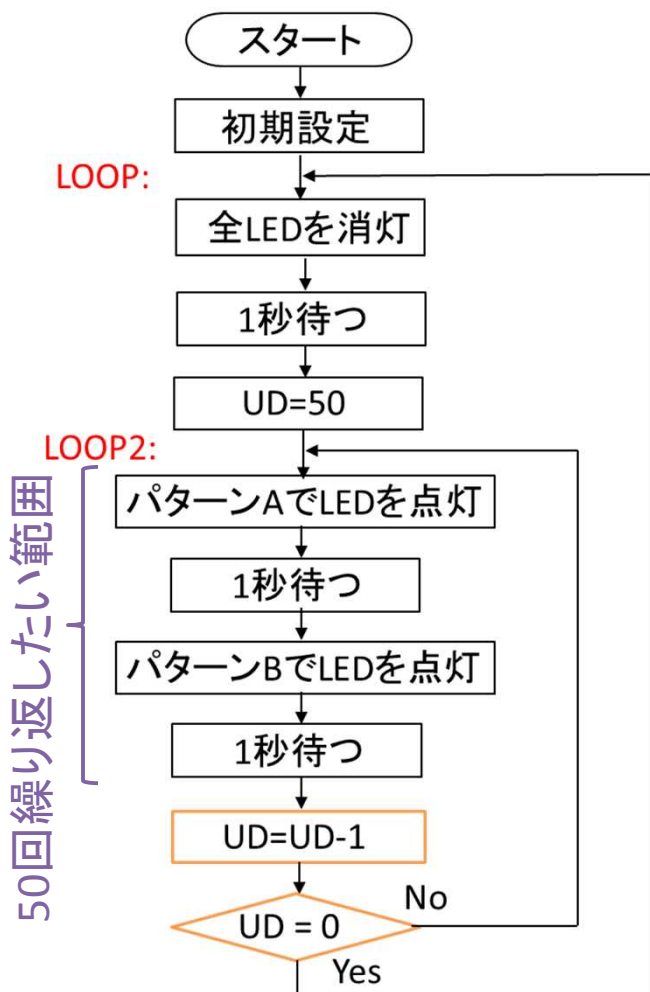 スタート
初期設定
LOOP:
全LEDを消灯
1秒待つ
UD=50
LOOP2:
50回繰り返したい範囲
パターンAでLEDを点灯
1秒待つ
パターンBでLEDを点灯
1秒待つ
UD=UD-1
UD = 0
No
Yes